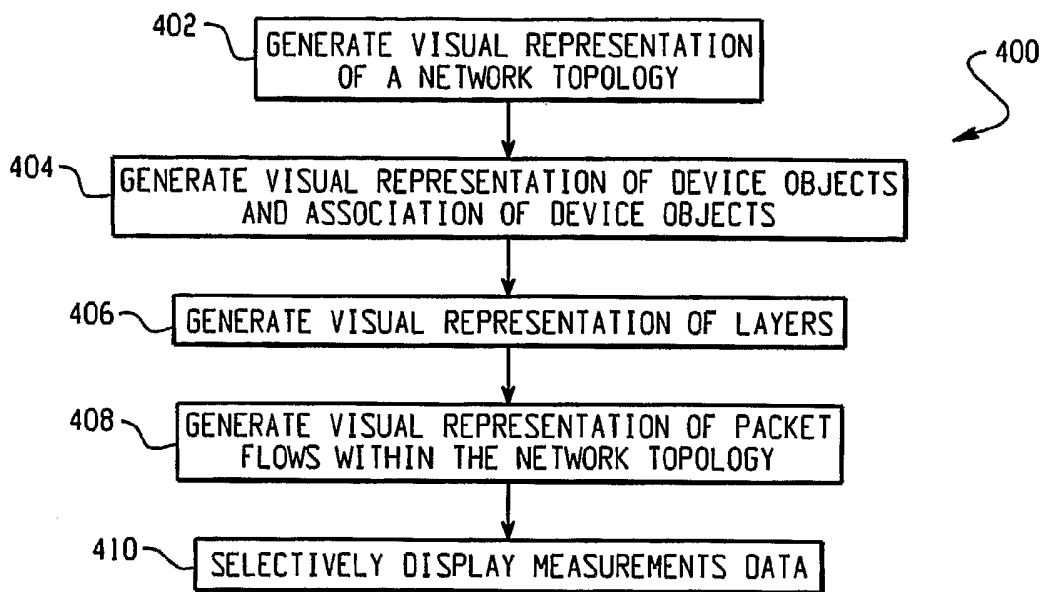 402
GENERATE VISUAL REPRESENTATION
OF A NETWORK TOPOLOGY
400
404
GENERATE VISUAL REPRESENTATION OF DEVICE OBJECTS
AND ASSOCIATION OF DEVICE OBJECTS
406
GENERATE VISUAL REPRESENTATION OF LAYERS
408
GENERATE VISUAL REPRESENTATION OF PACKET
FLOWS WITHIN THE NETWORK TOPOLOGY
410
SELECTIVELY DISPLAY MEASUREMENTS DATA